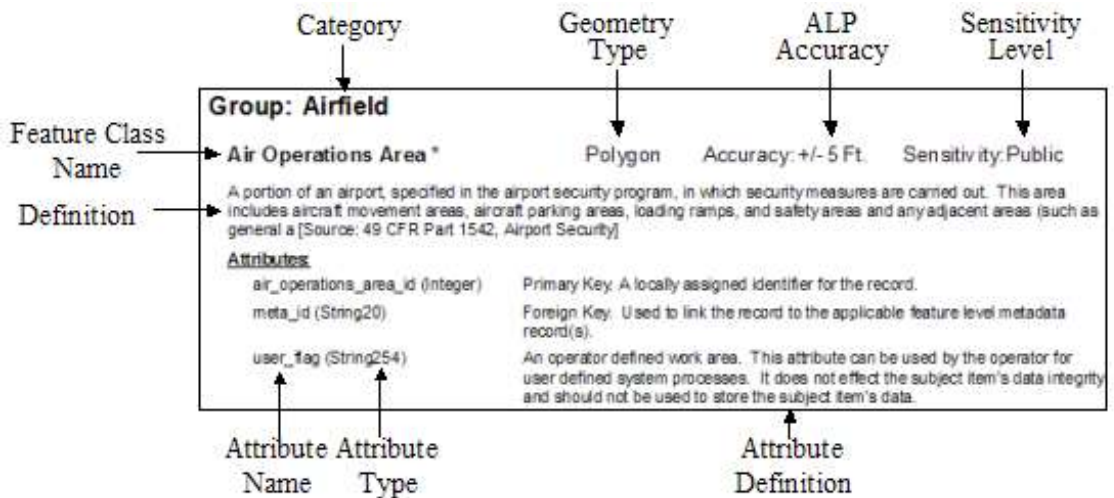 Category
Geometry Type
ALP Accuracy
Sensitivity Level
Group: Airfield
Feature Class Name
Air Operations Area * Polygon Accuracy: +/- 5 Ft. Sensitivity: Public
Definition
A portion of an airport, specified in the airport security program, in which security measures are carried out. This area
includes aircraft movement areas, aircraft parking areas, loading ramps, and safety areas and any adjacent areas (such as
general a [Source: 49 CFR Part 1542, Airport Security]
Attributes:
air_operations_area_id (Integer) Primary Key. A locally assigned identifier for the record.
meta_id (String20) Foreign Key. Used to link the record to the applicable feature level metadata
record(s).
user_flag (String254) An operator defined work area. This attribute can be used by the operator for
user defined system processes. It does not effect the subject item's data integrity
and should not be used to store the subject item's data.
Attribute Name
Attribute Type
Attribute Definition